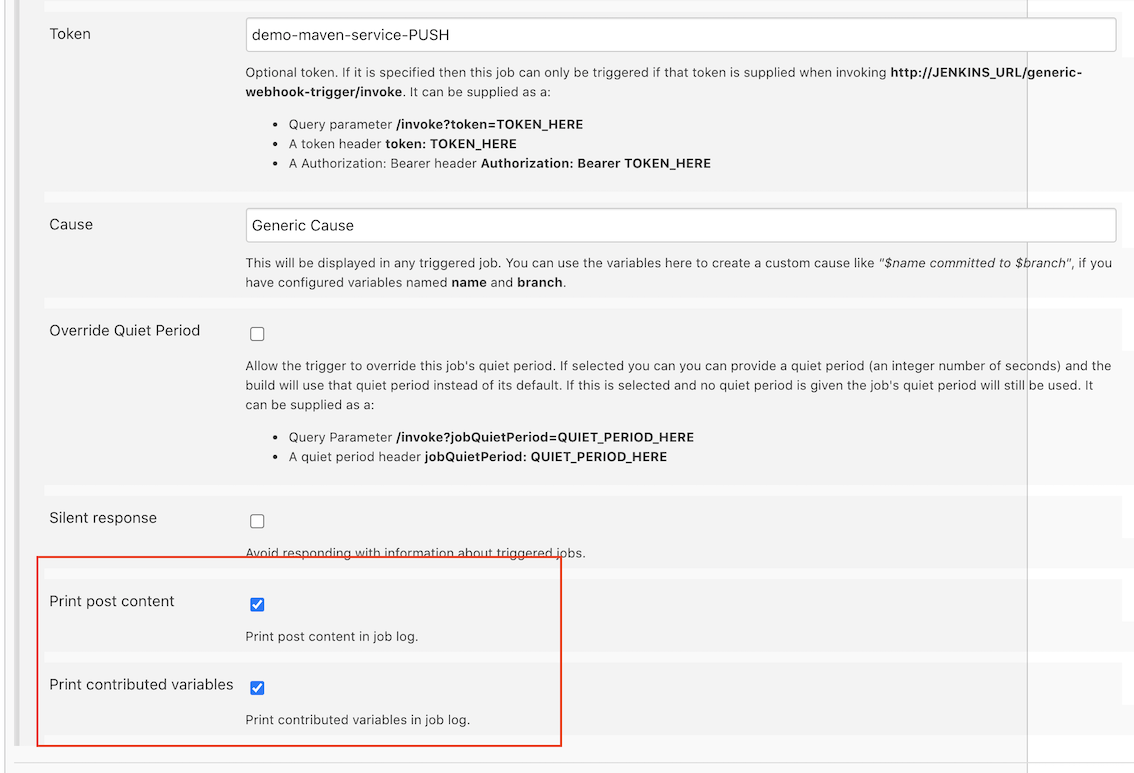 Token
demo-maven-service-PUSH
Optional token. If it is specified then this job can only be triggered if that token is supplied when invoking http://JENKINS_URL/generic-
webhook-trigger/invoke. It can be supplied as a:
• Query parameter /invoke?token=TOKEN_HERE
• A token header token: TOKEN_HERE
• A Authorization: Bearer header Authorization: Bearer TOKEN_HERE
Cause
Generic Cause
This will be displayed in any triggered job. You can use the variables here to create a custom cause like "$name committed to $branch", if you
have configured variables named name and branch.
Override Quiet Period
Allow the trigger to override this job's quiet period. If selected you can you can provide a quiet period (an integer number of seconds) and the
build will use that quiet period instead of its default. If this is selected and no quiet period is given the job's quiet period will still be used. It
can be supplied as a:
• Query Parameter /invoke?jobQuietPeriod=QUIET_PERIOD_HERE
• A quiet period header jobQuietPeriod: QUIET_PERIOD_HERE
Silent response
Avoid responding with information about triggered jobs.
Print post content
Print post content in job log.
Print contributed variables
Print contributed variables in job log.